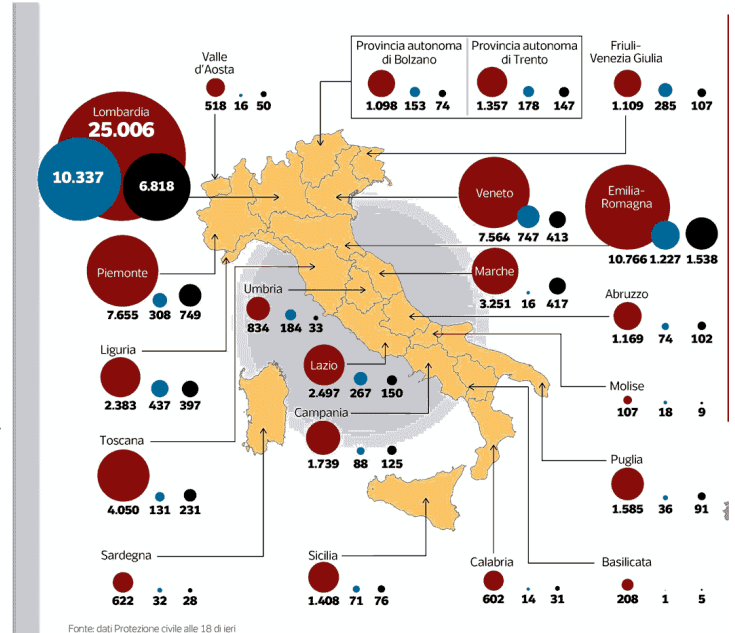 Valle
d'Aosta
518 16 50
Provincia autonoma
di Bolzano
1.098 153 74
Provincia autonoma
di Trento
1.357 178 147
Friuli-
Venezia Giulia
1.109 285 107
Lombardia
25.006
10.337
6.818
Veneto
7.564 747 413
Emilia-
Romagna
10.766 1.227 1.538
Piemonte
7.655 308 749
Marche
3.251 16 417
Umbria
834 184 33
Abruzzo
1.169 74 102
Liguria
2.383 437 397
Lazio
2.497 267 150
Molise
107 18 9
Campania
1.739 88 125
Toscana
4.050 131 231
Puglia
1.585 36 91
Sardegna
622 32 28
Sicilia
1.408 71 76
Calabria
602 14 31
Basilicata
208 1 5
Fonte: dati Protezione civile alle 18 di ieri